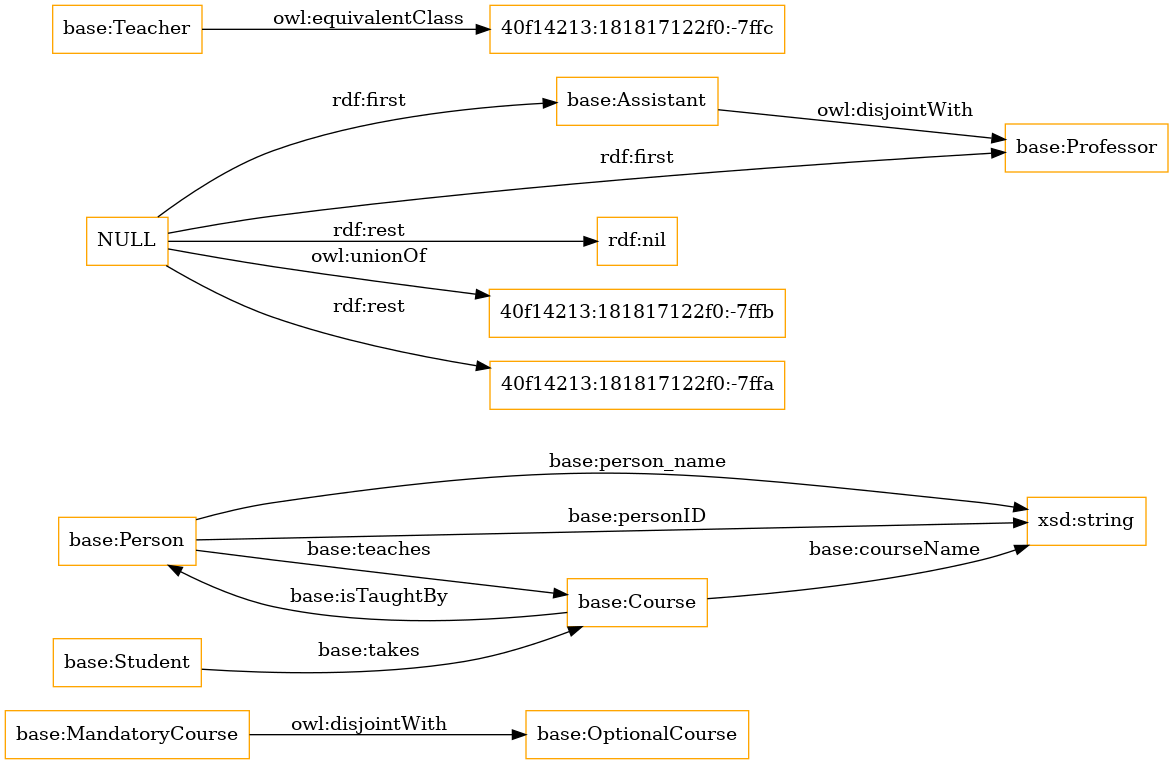 base:Teacher
owl:equivalentClass
40f14213:181817122f0:-7ffc
rdf:first
base:Assistant
owl:disjointWith
base:Professor
rdf:first
NULL
rdf:rest
rdf:nil
owl:unionOf
40f14213:181817122f0:-7ffb
rdf:rest
40f14213:181817122f0:-7ffa
base:person_name
base:Person
base:personID
xsd:string
base:teaches
base:courseName
base:isTaughtBy
base:Course
base:Student
base:takes
base:MandatoryCourse
owl:disjointWith
base:OptionalCourse